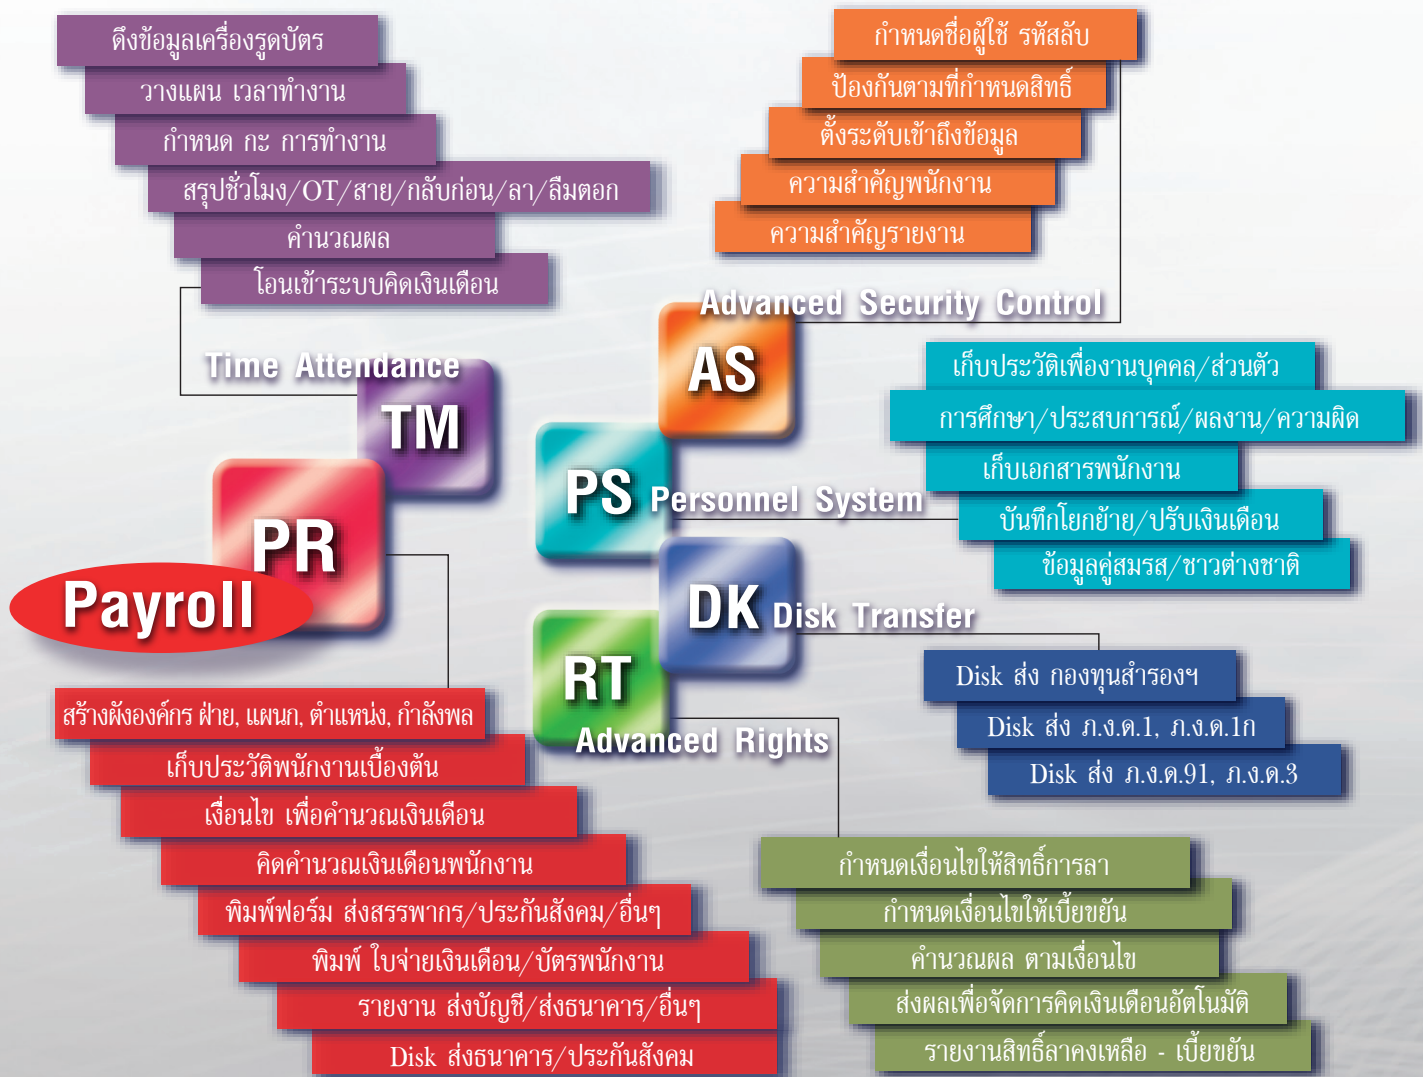 ดึงข้อมูลเครื่องรูดบัตร
วางแผน เวลาทำงาน
กำหนด กะ การทำงาน
สรุปชั่วโมง/OT/สาย/กลับก่อน/ลา/ลืมตอก
คำนวณผล
โอนเข้าระบบคิดเงินเดือน
Time Attendance
TM
กำหนดชื่อผู้ใช้ รหัสลับ
ป้องกันตามที่กำหนดสิทธิ์
ตั้งระดับเข้าถึงข้อมูล
ความสำคัญพนักงาน
ความสำคัญรายงาน
Advanced Security Control
AS
เก็บประวัติเพื่องานบุคคล/ส่วนตัว
การศึกษา/ประสบการณ์/ผลงาน/ความผิด
เก็บเอกสารพนักงาน
บันทึกโยกย้าย/ปรับเงินเดือน
ข้อมูลคู่สมรส/ชาวต่างชาติ
PS Personnel System
PR
Payroll
สร้างผังองค์กร ฝ่าย, แผนก, ตำแหน่ง, กำลังพล
เก็บประวัติพนักงานเบื้องต้น
เงื่อนไข เพื่อคำนวณเงินเดือน
คิดคำนวณเงินเดือนพนักงาน
พิมพ์ฟอร์ม ส่งสรรพากร/ประกันสังคม/อื่นๆ
พิมพ์ ใบจ่ายเงินเดือน/บัตรพนักงาน
รายงาน ส่งบัญชี/ส่งธนาคาร/อื่นๆ
Disk ส่งธนาคาร/ประกันสังคม
DK Disk Transfer
Disk ส่ง กองทุนสำรองฯ
Disk ส่ง ภ.ง.ด.1, ภ.ง.ด.1ก
Disk ส่ง ภ.ง.ด.91, ภ.ง.ด.3
RT
Advanced Rights
กำหนดเงื่อนไขให้สิทธิ์การลา
กำหนดเงื่อนไขให้เบี้ยขยัน
คำนวณผล ตามเงื่อนไข
ส่งผลเพื่อจัดการคิดเงินเดือนอัตโนมัติ
รายงานสิทธิ์ลาคงเหลือ - เบี้ยขยัน